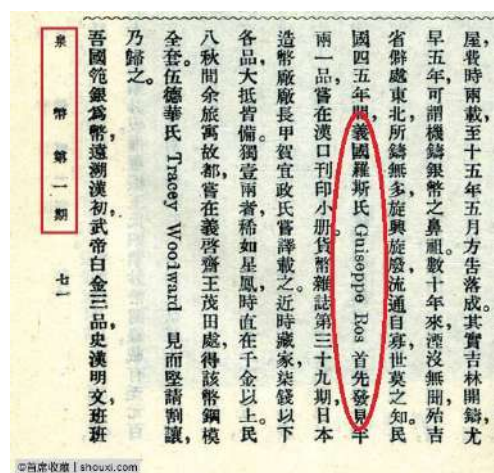 屋，費時兩載，至十五年五月方告落成。其實吉林開鑄，尤
早五年，可謂機鑄銀幣之鼻祖。數十年來，湮沒無聞，殆吉
省僻處東北，所鑄無多，旋興旋廢，流通自寡，世莫之知。民
國四五年間，義國羅斯氏 Guiseppe Ros 首先發見半
兩一品，嘗在漢口刊印小册。貨幣雜誌第三十九期，日本
造幣廠廠長甲賀宜政氏嘗譯載之。近時藏家，柒錢以下
各品，大抵皆備。獨壹兩者，稀如星鳳，時直在千金以上。民
八秋間，余旅寓故都，嘗在義啓齋王茂田處，得該幣鋼模
全套。伍德華氏 Tracey Woolward 見而堅請割讓，
乃歸之。
吾國笵銀爲幣，遠溯漢初，武帝白金三品，史漢明文，班班
泉幣第一期 七一
©首席收藏 | shouxi.com